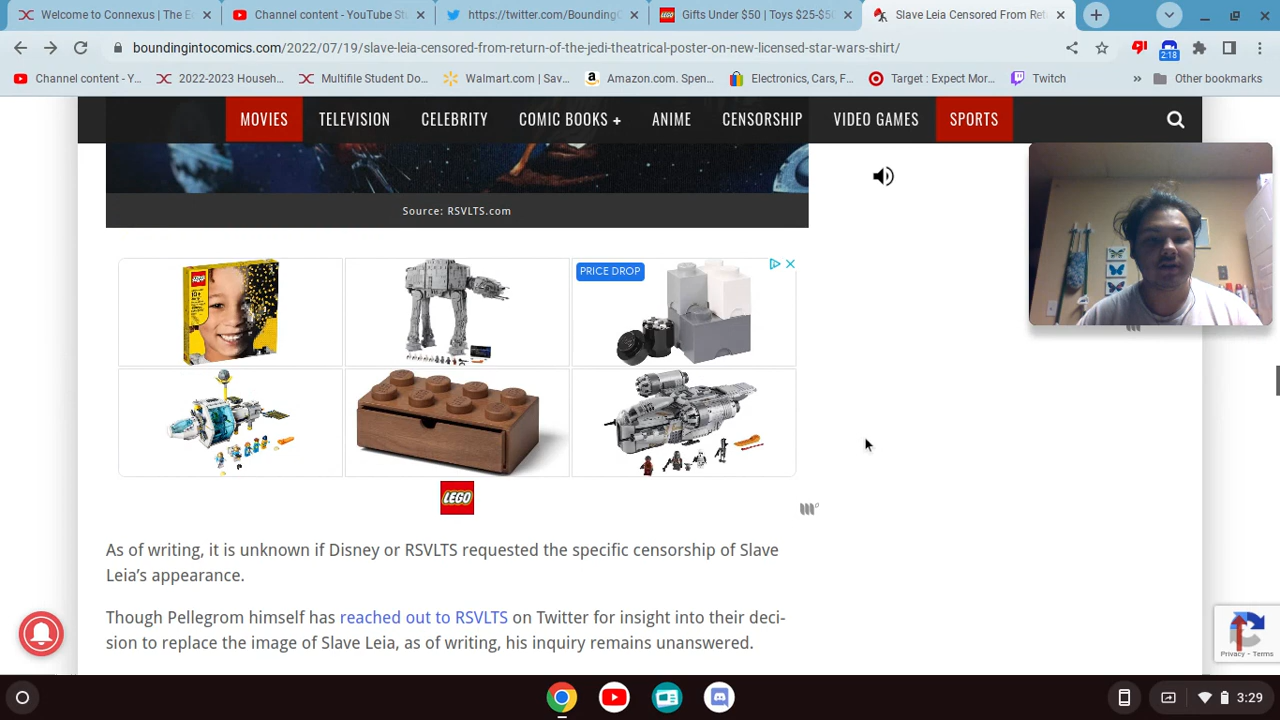 Welcome to Connexus | The E
Channel content - YouTube St
https://twitter.com/BoundingC
Gifts Under $50 | Toys $25-$50
Slave Leia Censored From Ret
boundingintocomics.com/2022/07/19/slave-leia-censored-from-return-of-the-jedi-theatrical-poster-on-new-licensed-star-wars-shirt/
2:18
Channel content - Y...
2022-2023 Househ...
Multifile Student Do...
Walmart.com | Sav...
Amazon.com. Spen...
Electronics, Cars, F...
Target : Expect Mor...
Twitch
»
Other bookmarks
MOVIES
TELEVISION
CELEBRITY
COMIC BOOKS +
ANIME
CENSORSHIP
VIDEO GAMES
SPORTS
Source: RSVLTS.com
PRICE DROP
LEGO
As of writing, it is unknown if Disney or RSVLTS requested the specific censorship of Slave
Leia’s appearance.
Though Pellegrom himself has reached out to RSVLTS on Twitter for insight into their deci-
sion to replace the image of Slave Leia, as of writing, his inquiry remains unanswered.
Privacy - Terms
3:29